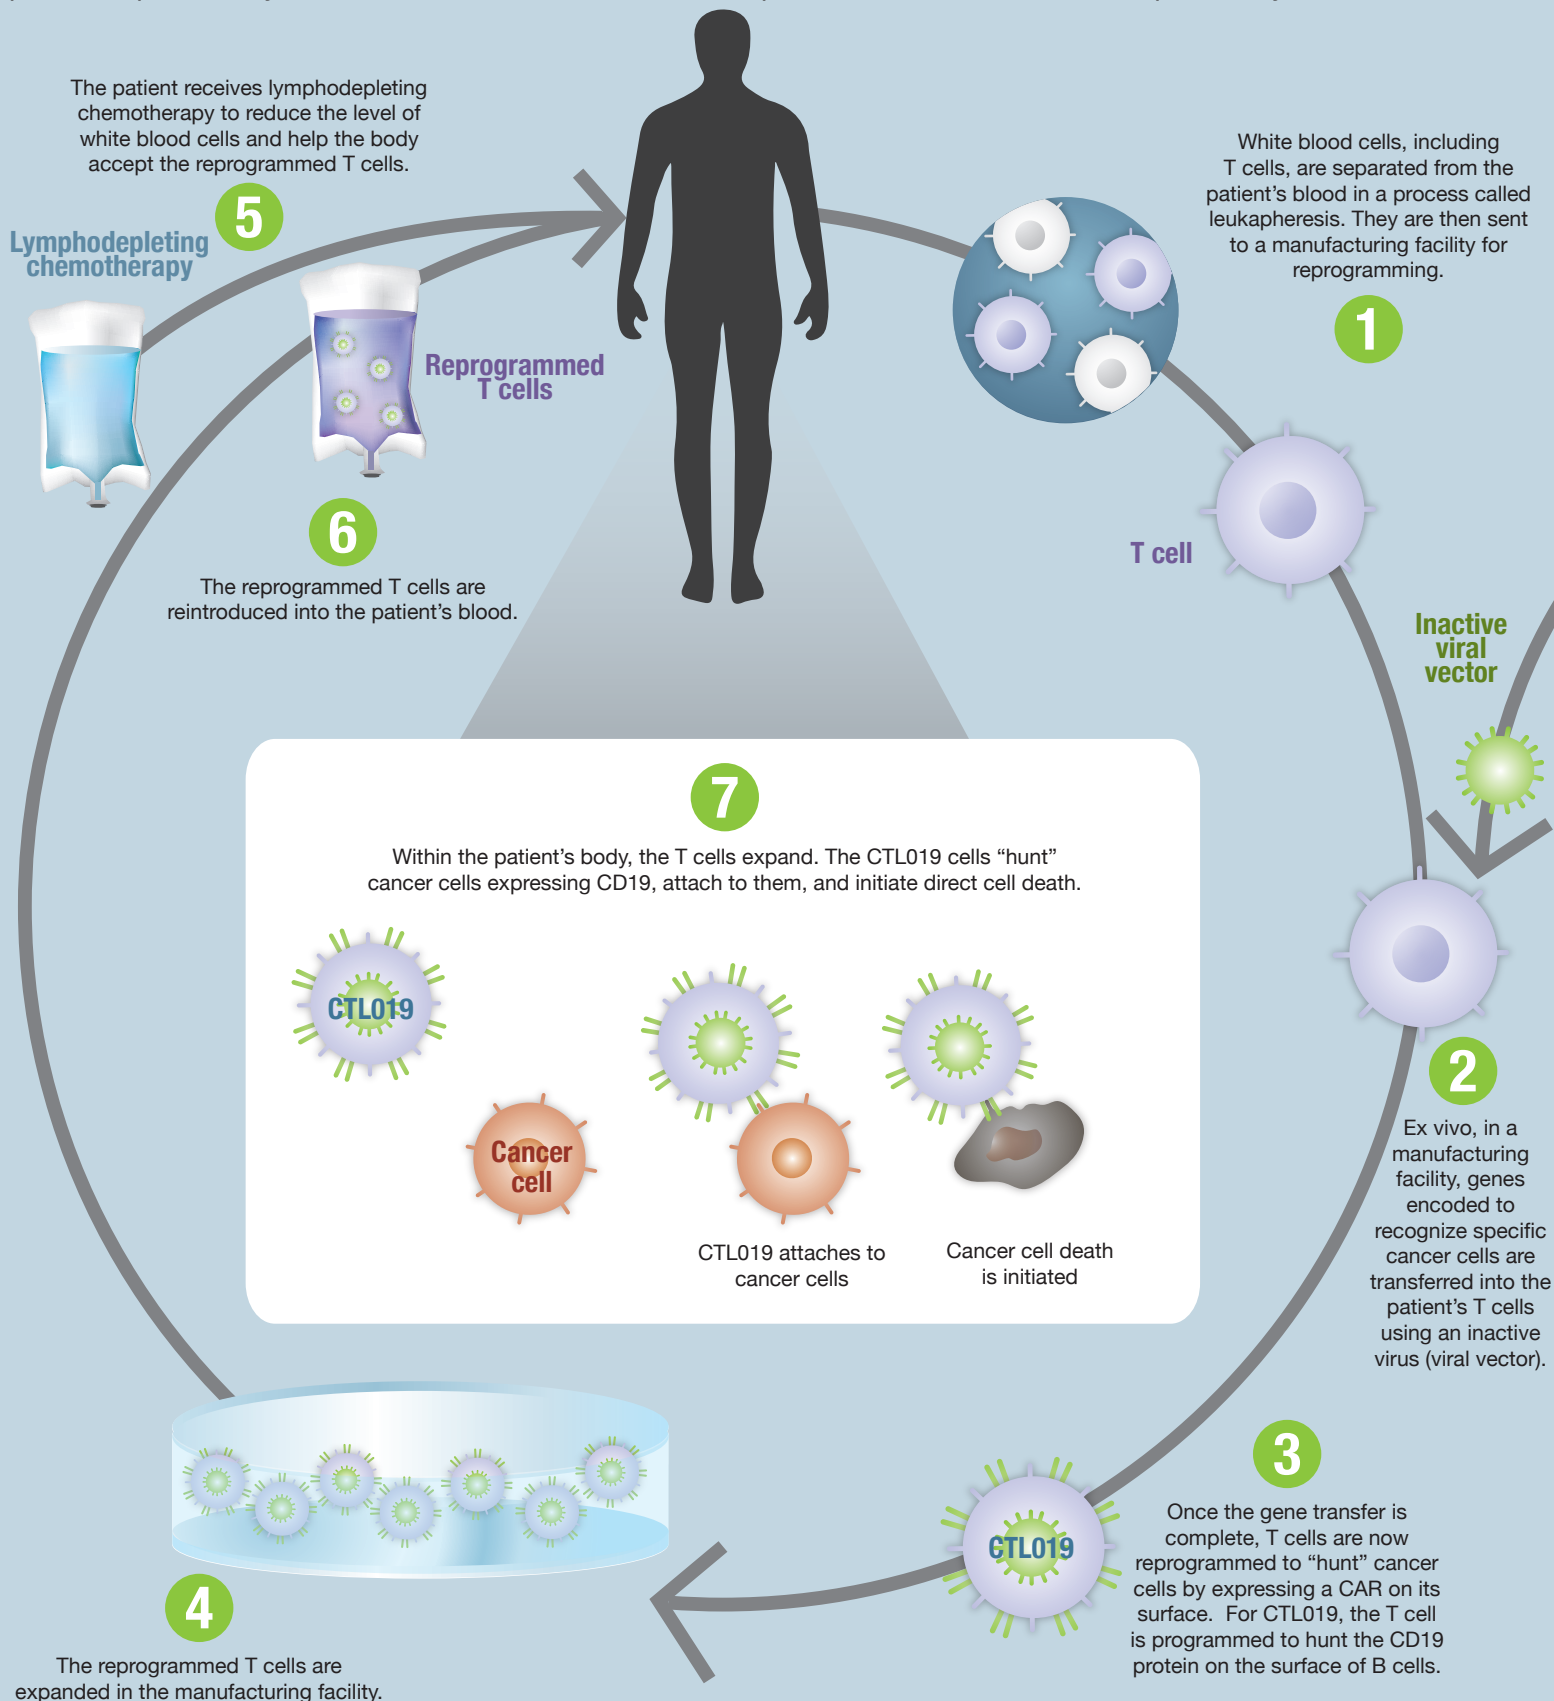 The patient receives lymphodepleting
chemotherapy to reduce the level of
white blood cells and help the body
accept the reprogrammed T cells.
5
Lymphodepleting
chemotherapy
White blood cells, including
T cells, are separated from the
patient's blood in a process called
leukapheresis. They are then sent
to a manufacturing facility for
reprogramming.
1
Reprogrammed
T cells
6
The reprogrammed T cells are
reintroduced into the patient's blood.
T cell
Inactive
viral
vector
7
Within the patient's body, the T cells expand. The CTL019 cells “hunt”
cancer cells expressing CD19, attach to them, and initiate direct cell death.
CTL019
Cancer
cell
CTL019 attaches to
cancer cells
Cancer cell death
is initiated
2
Ex vivo, in a
manufacturing
facility, genes
encoded to
recognize specific
cancer cells are
transferred into the
patient's T cells
using an inactive
virus (viral vector).
CTL019
3
Once the gene transfer is
complete, T cells are now
reprogrammed to “hunt” cancer
cells by expressing a CAR on its
surface.  For CTL019, the T cell
is programmed to hunt the CD19
protein on the surface of B cells.
4
The reprogrammed T cells are
expanded in the manufacturing facility.